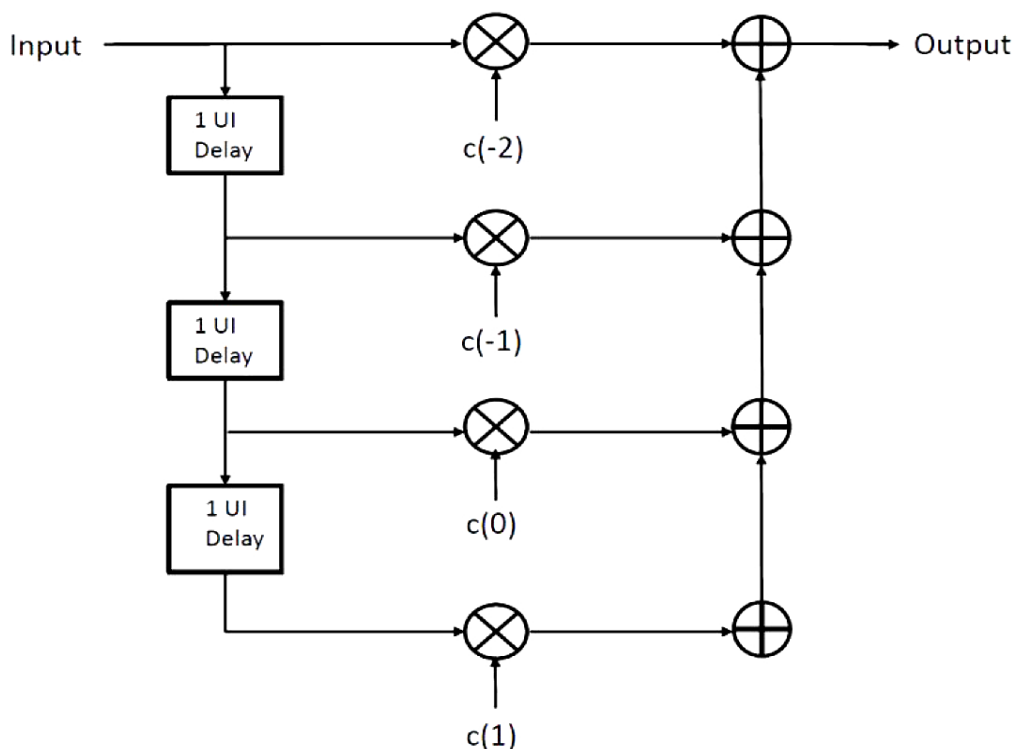 Input
Output
1 UI
Delay
c(-2)
1 UI
Delay
c(-1)
1 UI
Delay
c(0)
c(1)